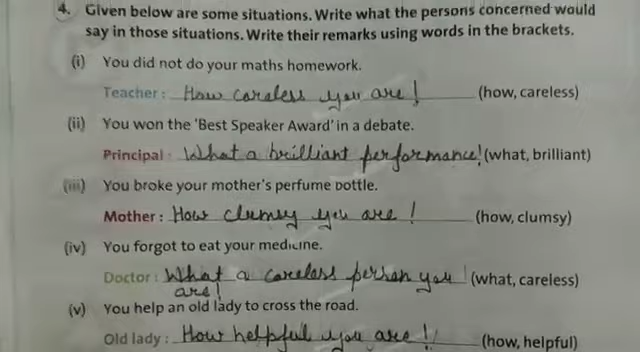 4. Given below are some situations. Write what the persons concerned would
say in those situations. Write their remarks using words in the brackets.
(i) You did not do your maths homework.
Teacher : How careless you are! (how, careless)
(ii) You won the 'Best Speaker Award' in a debate.
Principal : What a brilliant performance! (what, brilliant)
(iii) You broke your mother's perfume bottle.
Mother : How clumsy you are! (how, clumsy)
(iv) You forgot to eat your medicine.
Doctor : What a careless person you (what, careless)
are!
(v) You help an old lady to cross the road.
Old lady : How helpful you are!! (how, helpful)